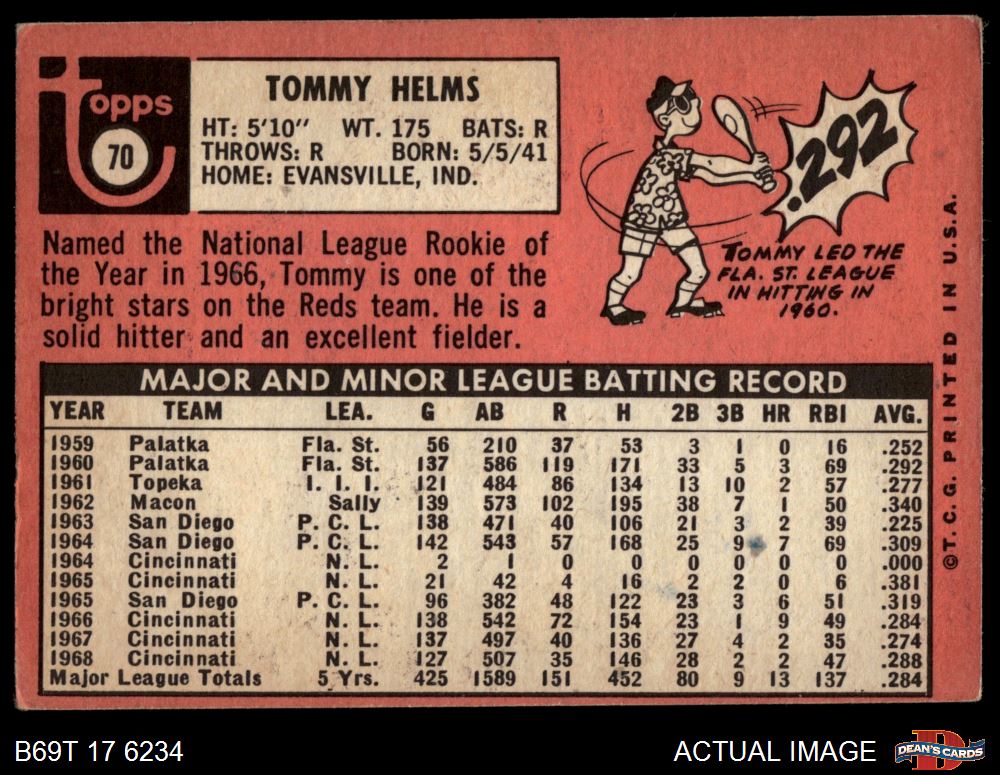 Topps
70
TOMMY HELMS
HT: 5'10" WT. 175 BATS: R
THROWS: R BORN: 5/5/41
HOME: EVANSVILLE, IND.
.292
TOMMY LED THE
FLA. ST. LEAGUE
IN HITTING IN
1960.
Named the National League Rookie of
the Year in 1966, Tommy is one of the
bright stars on the Reds team. He is a
solid hitter and an excellent fielder.
MAJOR AND MINOR LEAGUE BATTING RECORD
YEAR TEAM LEA. G AB R H 2B 3B HR RBI AVG.
1959 Palatka Fla. St. 56 210 37 53 3 1 0 16 .252
1960 Palatka Fla. St. 137 586 119 171 33 5 3 69 .292
1961 Topeka I. I. I. 121 484 86 134 13 10 2 57 .277
1962 Macon Sally 139 573 102 195 38 7 1 50 .340
1963 San Diego P. C. L. 138 471 40 106 21 3 2 39 .225
1964 San Diego P. C. L. 142 543 57 168 25 9 7 69 .309
1964 Cincinnati N. L. 2 1 0 0 0 0 0 0 .000
1965 Cincinnati N. L. 21 42 4 16 2 2 0 6 .381
1965 San Diego P. C. L. 96 382 48 122 23 3 6 51 .319
1966 Cincinnati N. L. 138 542 72 154 23 1 9 49 .284
1967 Cincinnati N. L. 137 497 40 136 27 4 2 35 .274
1968 Cincinnati N. L. 127 507 35 146 28 2 2 47 .288
Major League Totals 5 Yrs. 425 1589 151 452 80 9 13 137 .284
©T. C. G. PRINTED IN U.S.A.
B69T 17 6234
ACTUAL IMAGE
D
DEAN'S CARDS